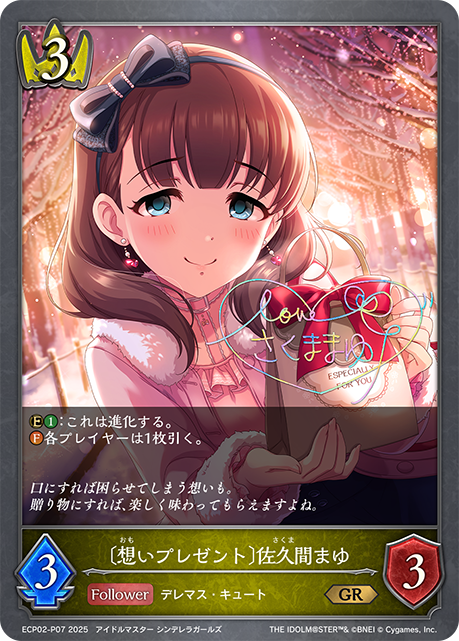 3
Love
さくままゆ
ESPECIALLY
FOR YOU
E 1:これは進化する。
F 各プレイヤーは1枚引く。
口にすれば困らせてしまう想いも。
贈り物にすれば、楽しく味わってもらえますよね。
おも さくま
〔想いプレゼント〕佐久間まゆ
3 Follower デレマス・キュート GR 3
ECP02-P07 2025 アイドルマスター シンデレラガールズ THE IDOLM@STER™& ©BNEI © Cygames, Inc.